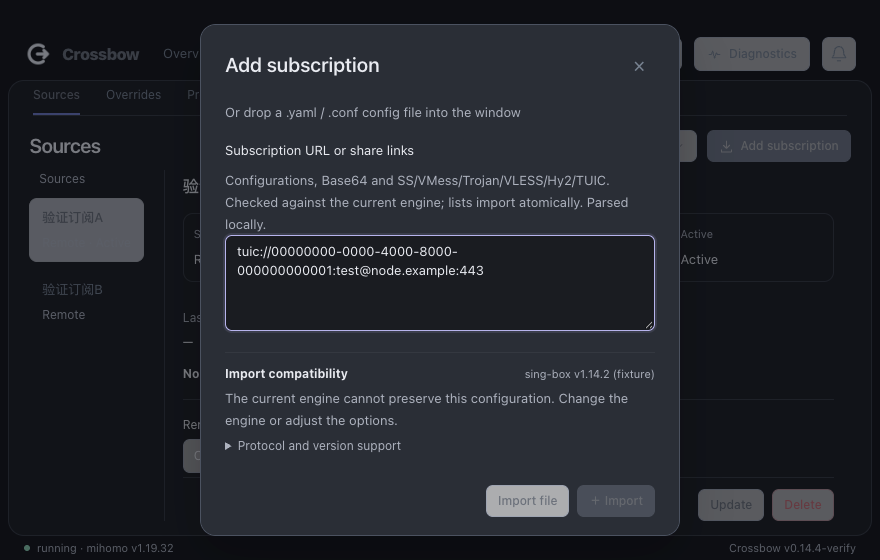 Crossbow
Overv
Diagnostics
Sources
Overrides
Pr
Sources
Add subscription
Sources
验证订阅A
验证订阅B
Remote
验
S
R
Active
Active
Las
—
No
Rem
C
Update
Delete
Add subscription
×
Or drop a .yaml / .conf config file into the window
Subscription URL or share links
Configurations, Base64 and SS/VMess/Trojan/VLESS/Hy2/TUIC.
Checked against the current engine; lists import atomically. Parsed
locally.
tuic://00000000-0000-4000-8000-
000000000001:test@node.example:443
Import compatibility
sing-box v1.14.2 (fixture)
The current engine cannot preserve this configuration. Change the
engine or adjust the options.
Protocol and version support
Import file
+ Import
running · mihomo v1.19.32
Crossbow v0.14.4-verify